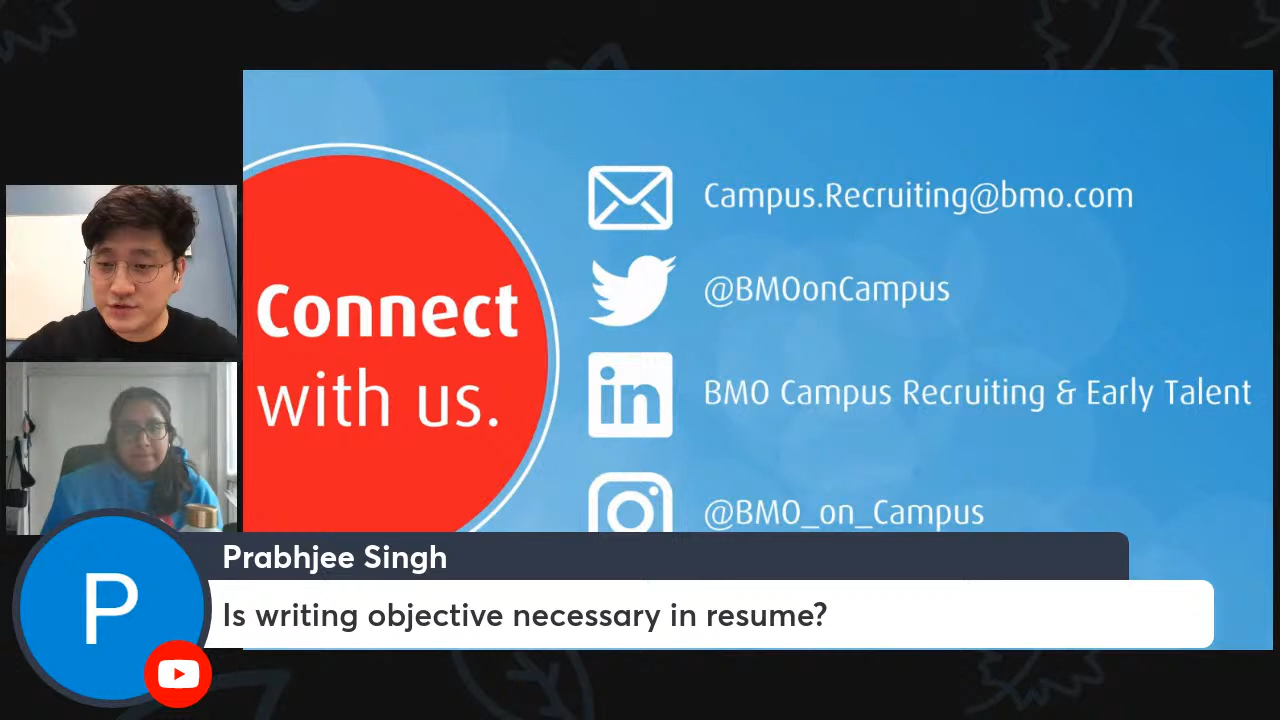 Connect
with us.
Campus.Recruiting@bmo.com
@BMOonCampus
in
BMO Campus Recruiting & Early Talent
@BMO_on_Campus
P
Prabhjee Singh
Is writing objective necessary in resume?